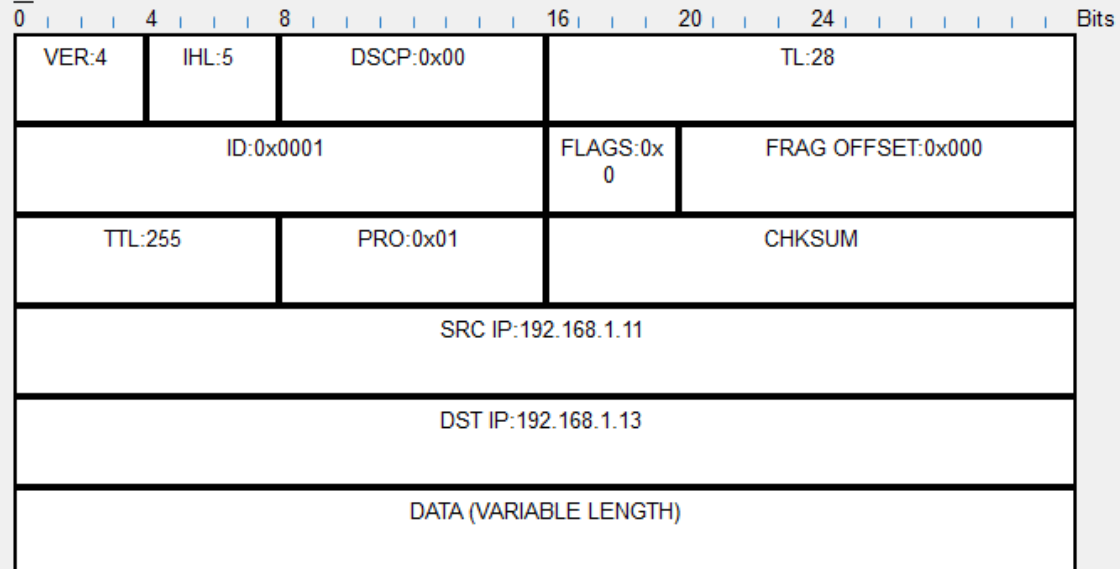 0 4 8 16 20 24 Bits
VER:4 IHL:5 DSCP:0x00 TL:28
ID:0x0001 FLAGS:0x FRAG OFFSET:0x000
0
TTL:255 PRO:0x01 CHKSUM
SRC IP:192.168.1.11
DST IP:192.168.1.13
DATA (VARIABLE LENGTH)